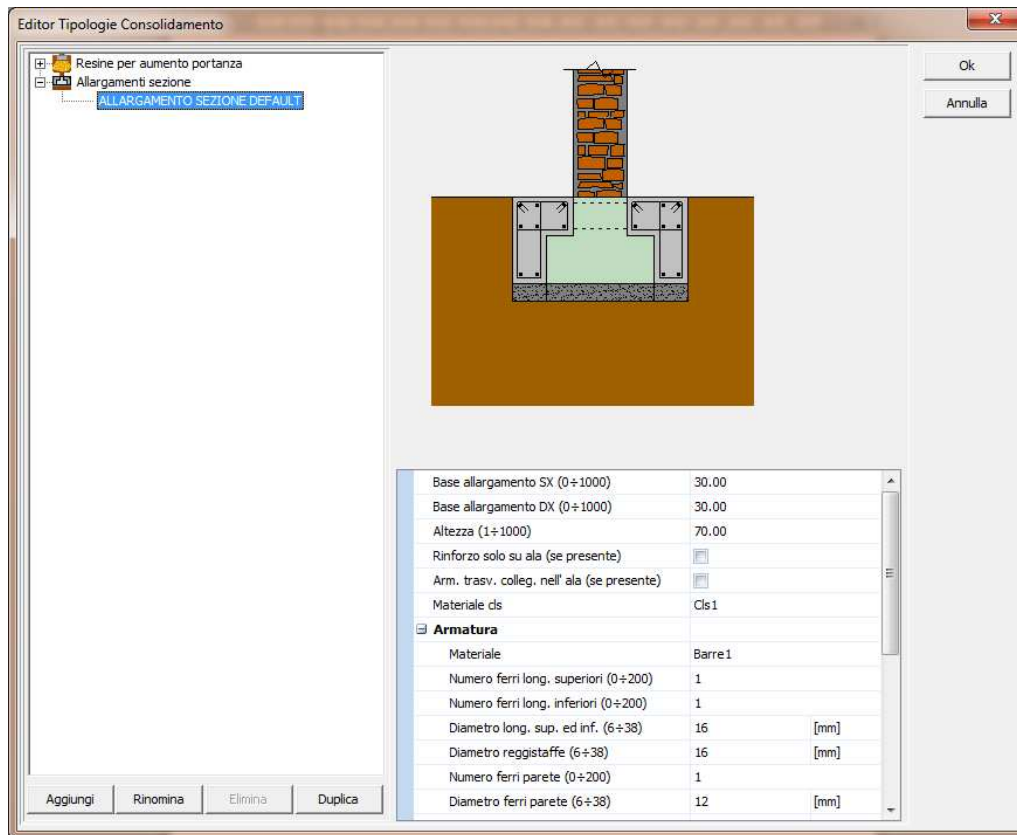 Editor Tipologie Consolidamento
Resine per aumento portanza
Allargamenti sezione
ALLARGAMENTO SEZIONE DEFAULT
Ok
Annulla
Base allargamento SX (0÷1000) 30.00
Base allargamento DX (0÷1000) 30.00
Altezza (1÷1000) 70.00
Rinforzo solo su ala (se presente)
Arm. trasv. colleg. nell' ala (se presente)
Materiale cls Cls1
Armatura
Materiale Barre1
Numero ferri long. superiori (0÷200) 1
Numero ferri long. inferiori (0÷200) 1
Diametro long. sup. ed inf. (6÷38) 16 [mm]
Diametro reggistaffe (6÷38) 16 [mm]
Numero ferri parete (0÷200) 1
Diametro ferri parete (6÷38) 12 [mm]
Aggiungi Rinomina Elimina Duplica